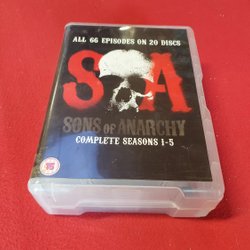 ALL 66 EPISODES ON 20 DISCS
SOA
SONS OF ANARCHY
COMPLETE SEASONS 1-5
15